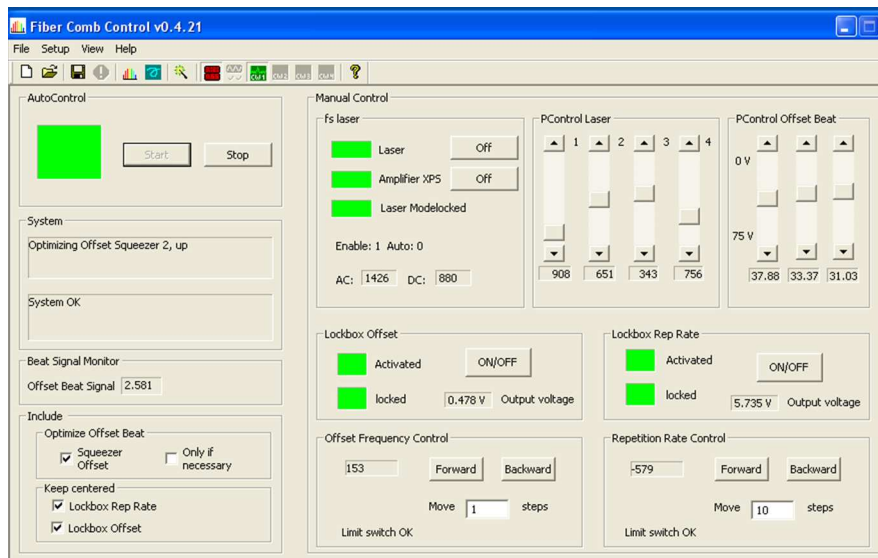 Fiber Comb Control v0.4.21
File Setup View Help
CW1 CW2 CW3 CW4
AutoControl
Start Stop
System
Optimizing Offset Squeezer 2, up
System OK
Beat Signal Monitor
Offset Beat Signal 2.581
Include
Optimize Offset Beat
Squeezer Offset
Only if necessary
Keep centered
Lockbox Rep Rate
Lockbox Offset
Manual Control
fs laser
Laser Off
Amplifier XPS Off
Laser Modelocked
Enable: 1 Auto: 0
AC: 1426 DC: 880
PControl Laser
1 2 3 4
908 651 343 756
PControl Offset Beat
0 V
75 V
37.88 33.37 31.03
Lockbox Offset
Activated ON/OFF
locked 0.478 V Output voltage
Lockbox Rep Rate
Activated ON/OFF
locked 5.735 V Output voltage
Offset Frequency Control
153 Forward Backward
Move 1 steps
Limit switch OK
Repetition Rate Control
-579 Forward Backward
Move 10 steps
Limit switch OK